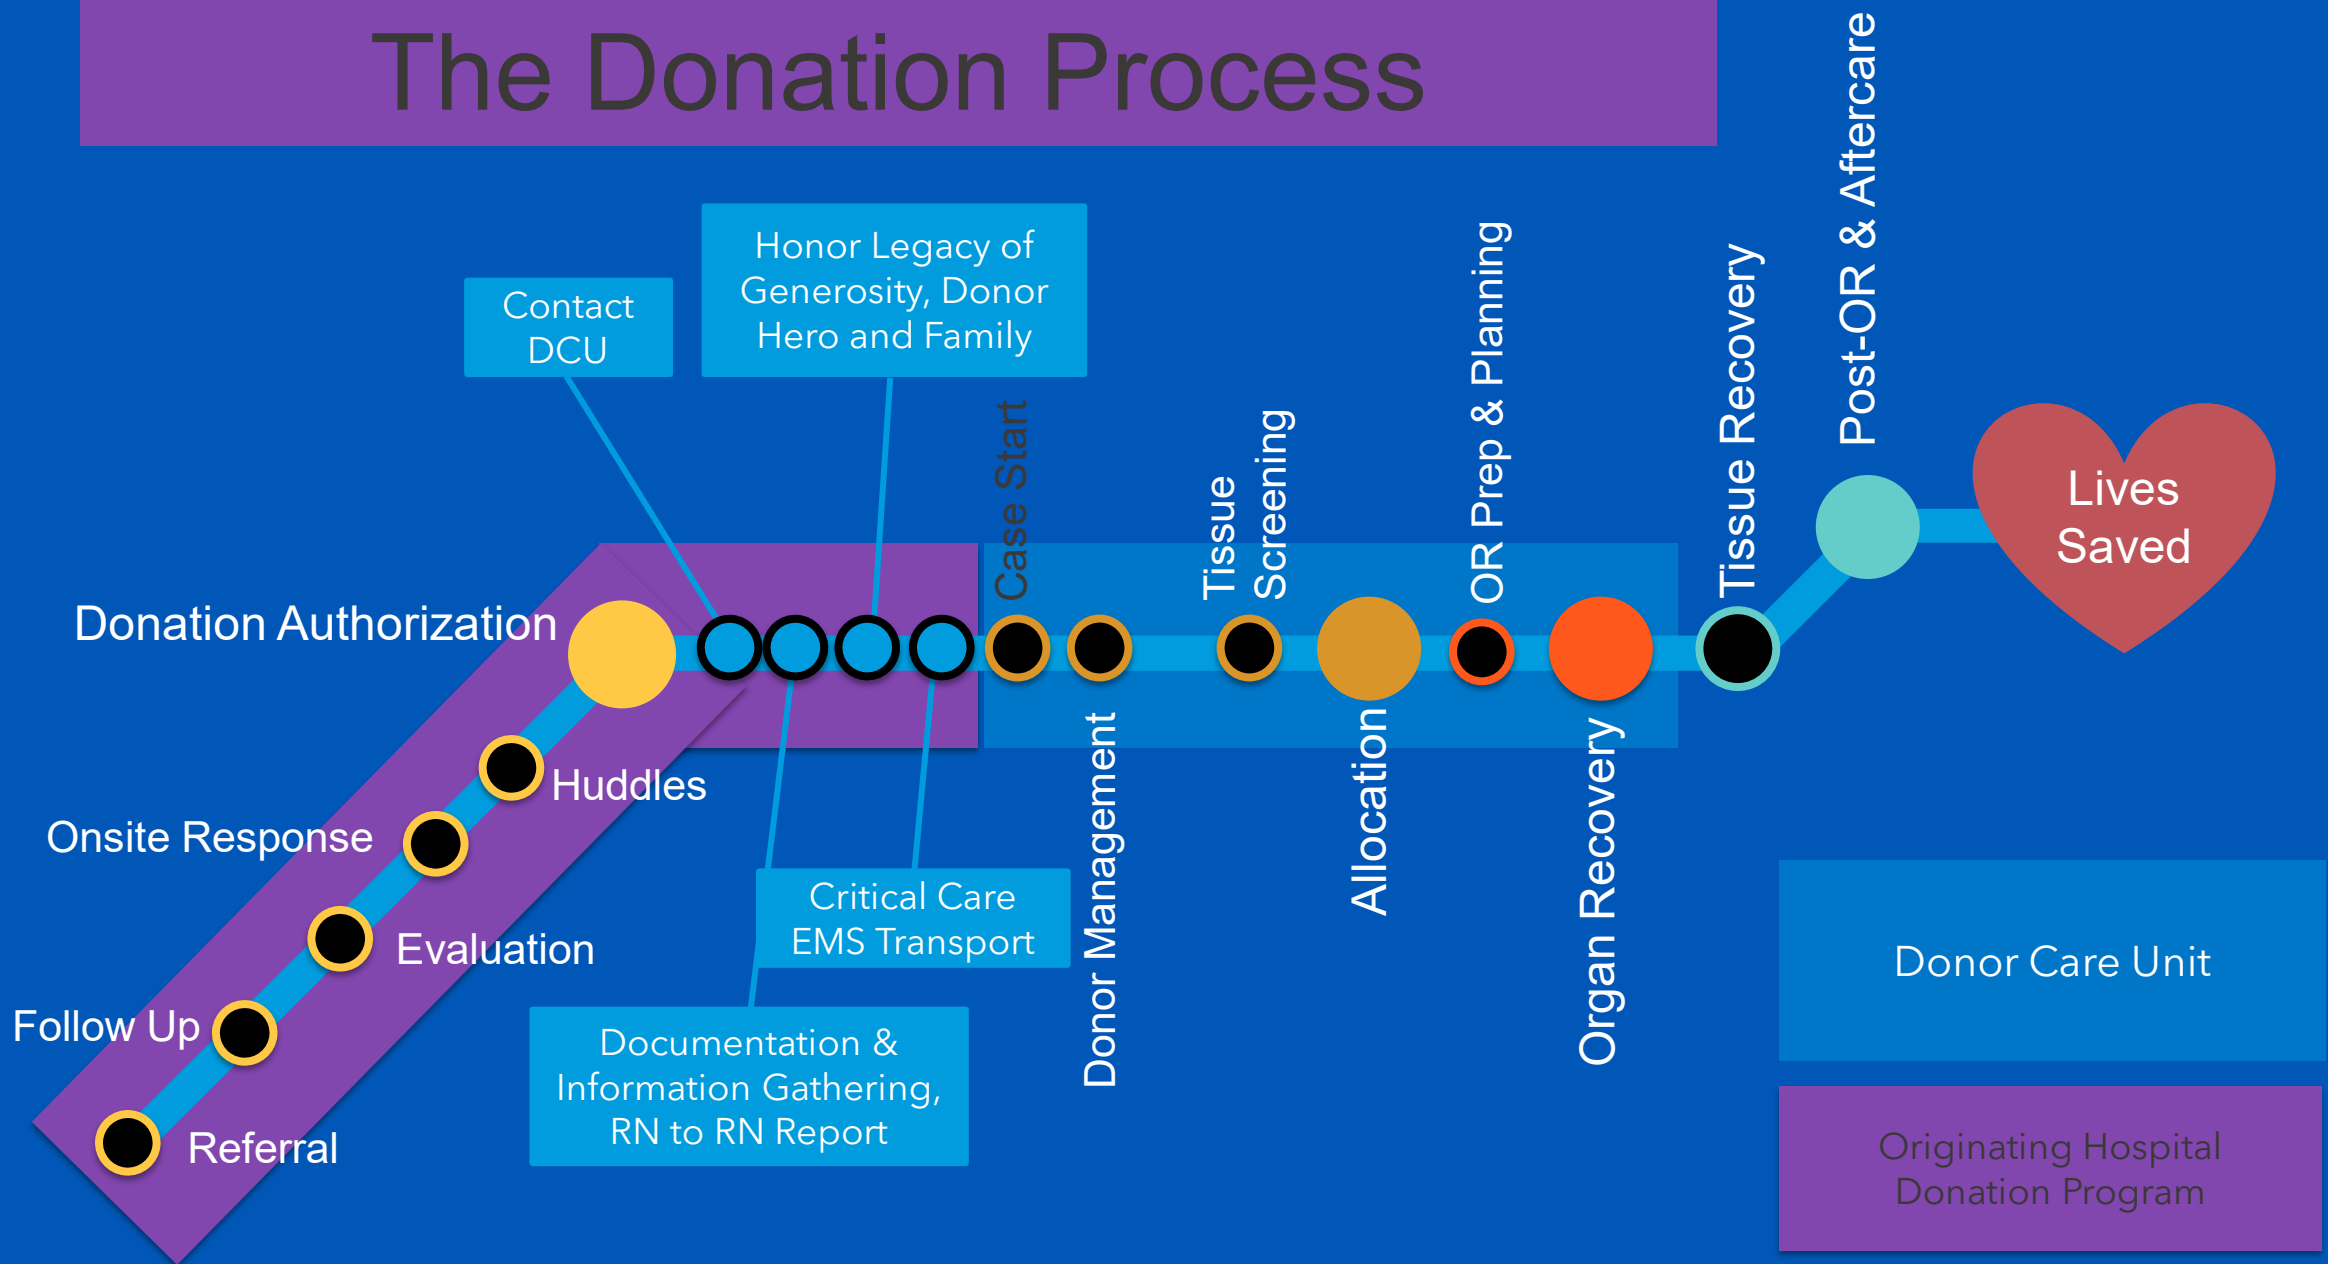 The Donation Process
Post-OR & Aftercare
Honor Legacy of
Generosity, Donor
Hero and Family
Contact
DCU
Case Start
Tissue
Screening
OR Prep & Planning
Tissue Recovery
Lives
Saved
Donation Authorization
Huddles
Onsite Response
Evaluation
Follow Up
Referral
Critical Care
EMS Transport
Documentation &
Information Gathering,
RN to RN Report
Donor Management
Allocation
Organ Recovery
Donor Care Unit
Originating Hospital
Donation Program